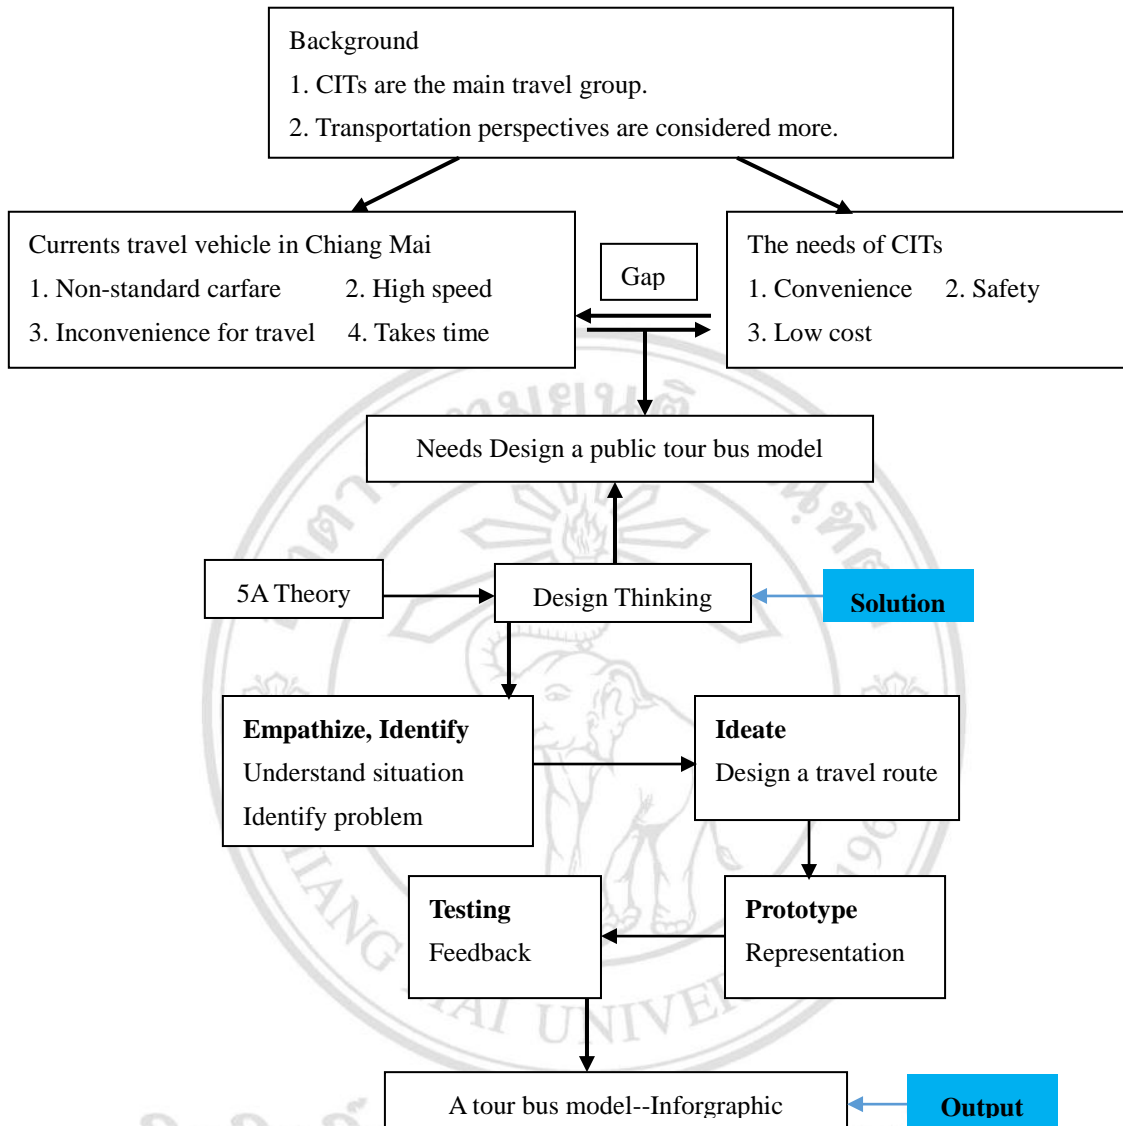 Background
1. CITs are the main travel group.
2. Transportation perspectives are considered more.
Currents travel vehicle in Chiang Mai
1. Non-standard carfare 2. High speed
3. Inconvenience for travel 4. Takes time
Gap
The needs of CITs
1. Convenience 2. Safety
3. Low cost
Needs Design a public tour bus model
5A Theory
Design Thinking
Solution
Empathize, Identify
Understand situation
Identify problem
Ideate
Design a travel route
Testing
Feedback
Prototype
Representation
A tour bus model--Inforgraphic
Output
MAI UNIVER